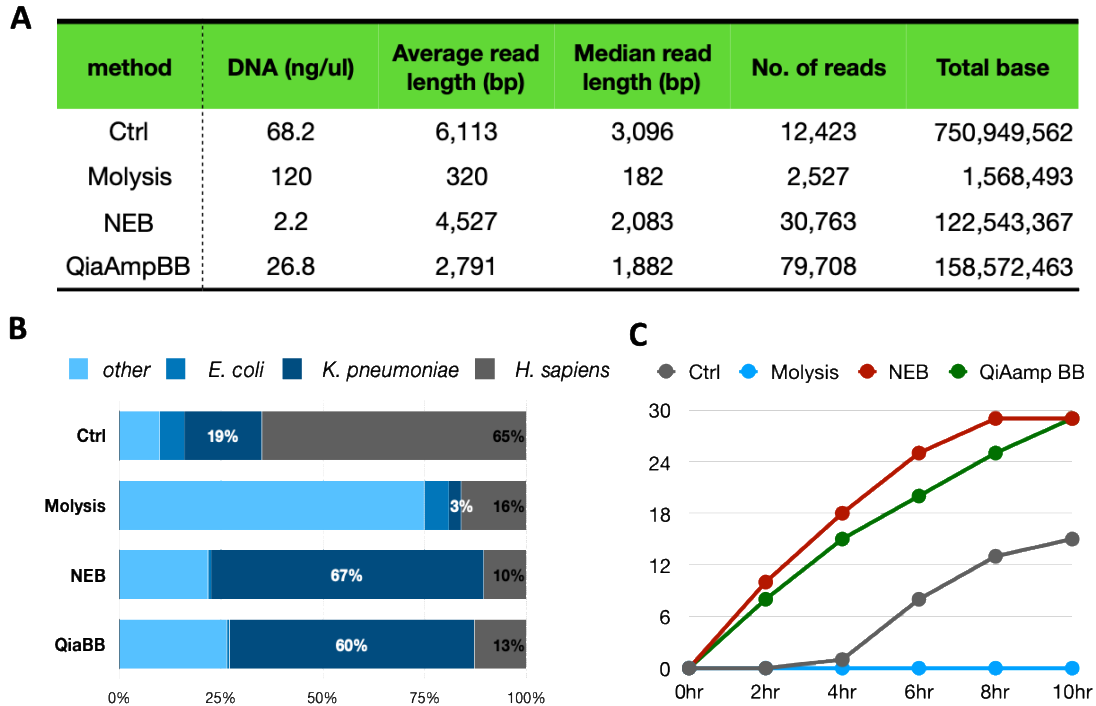 A
method DNA (ng/ul) Average read length (bp) Median read length (bp) No. of reads Total base
Ctrl 68.2 6,113 3,096 12,423 750,949,562
Molysis 120 320 182 2,527 1,568,493
NEB 2.2 4,527 2,083 30,763 122,543,367
QiaAmpBB 26.8 2,791 1,882 79,708 158,572,463
B
other E. coli K. pneumoniae H. sapiens
Ctrl 19% 65%
Molysis 3% 16%
NEB 67% 10%
QiaBB 60% 13%
0% 25% 50% 75% 100%
C
Ctrl Molysis NEB QiAamp BB
30
24
18
12
6
0
0hr 2hr 4hr 6hr 8hr 10hr